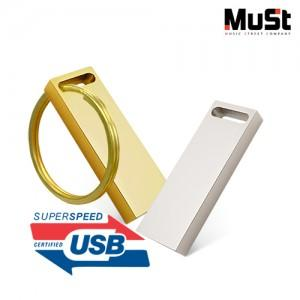 MuSt
MUSIC STREET COMPANY
SUPERSPEED
CERTIFIED
USB